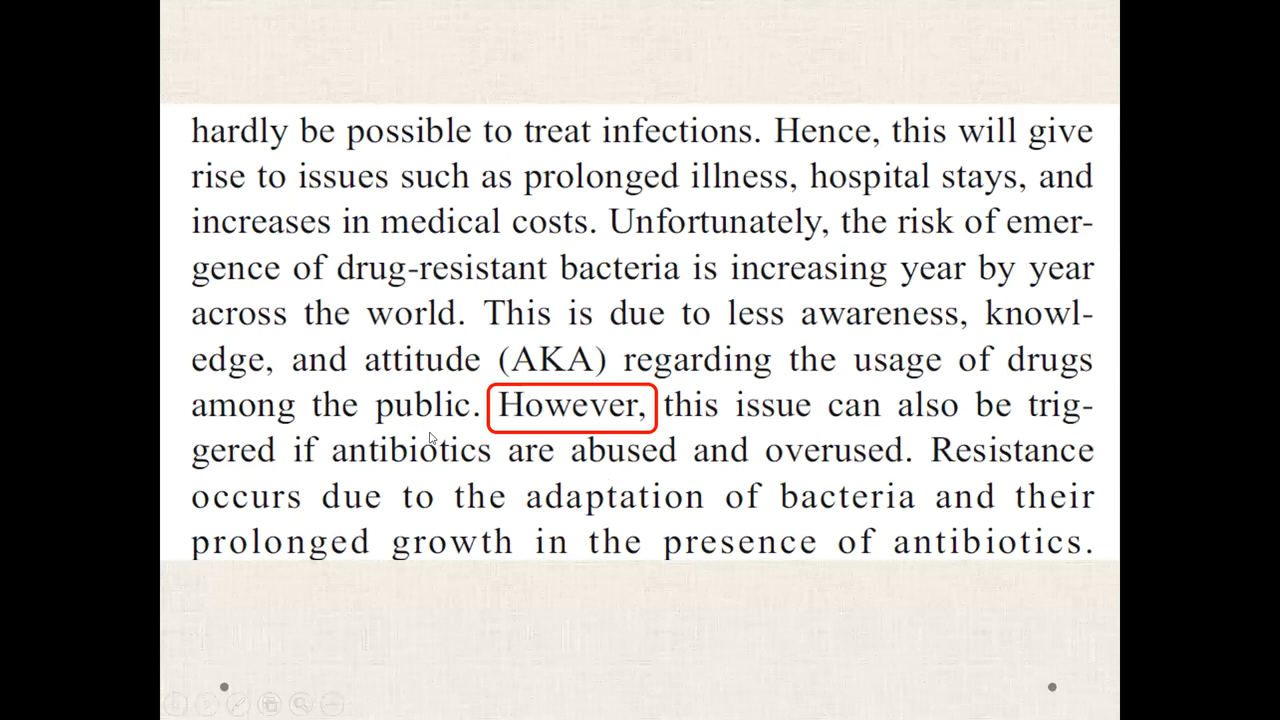 hardly be possible to treat infections. Hence, this will give
rise to issues such as prolonged illness, hospital stays, and
increases in medical costs. Unfortunately, the risk of emer-
gence of drug-resistant bacteria is increasing year by year
across the world. This is due to less awareness, knowl-
edge, and attitude (AKA) regarding the usage of drugs
among the public. However, this issue can also be trig-
gered if antibiotics are abused and overused. Resistance
occurs due to the adaptation of bacteria and their
prolonged growth in the presence of antibiotics.